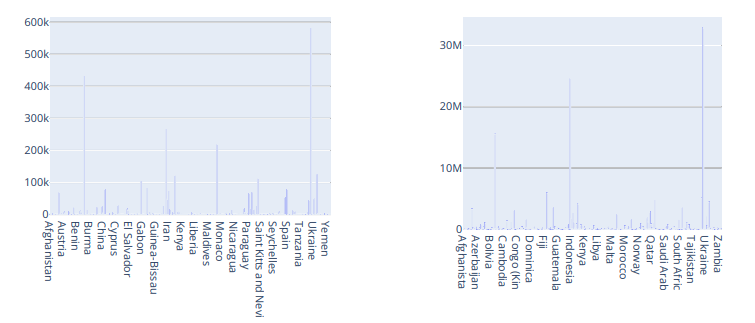 600k
500k
400k
300k
200k
100k
0
Afghanistan
Austria
Benin
Burma
China
Cyprus
El Salvador
Gabon
Guinea-Bissau
Iran
Kenya
Liberia
Maldives
Monaco
Nicaragua
Paraguay
Saint Kitts and Nevi
Seychelles
Spain
Tanzania
Ukraine
Yemen
30M
20M
10M
0
Afghanista
Azerbaijan
Bolivia
Cambodia
Congo (Kin
Dominica
Fiji
Guatemala
Indonesia
Kenya
Libya
Malta
Morocco
Norway
Qatar
Saudi Arab
South Afric
Tajikistan
Ukraine
Zambia